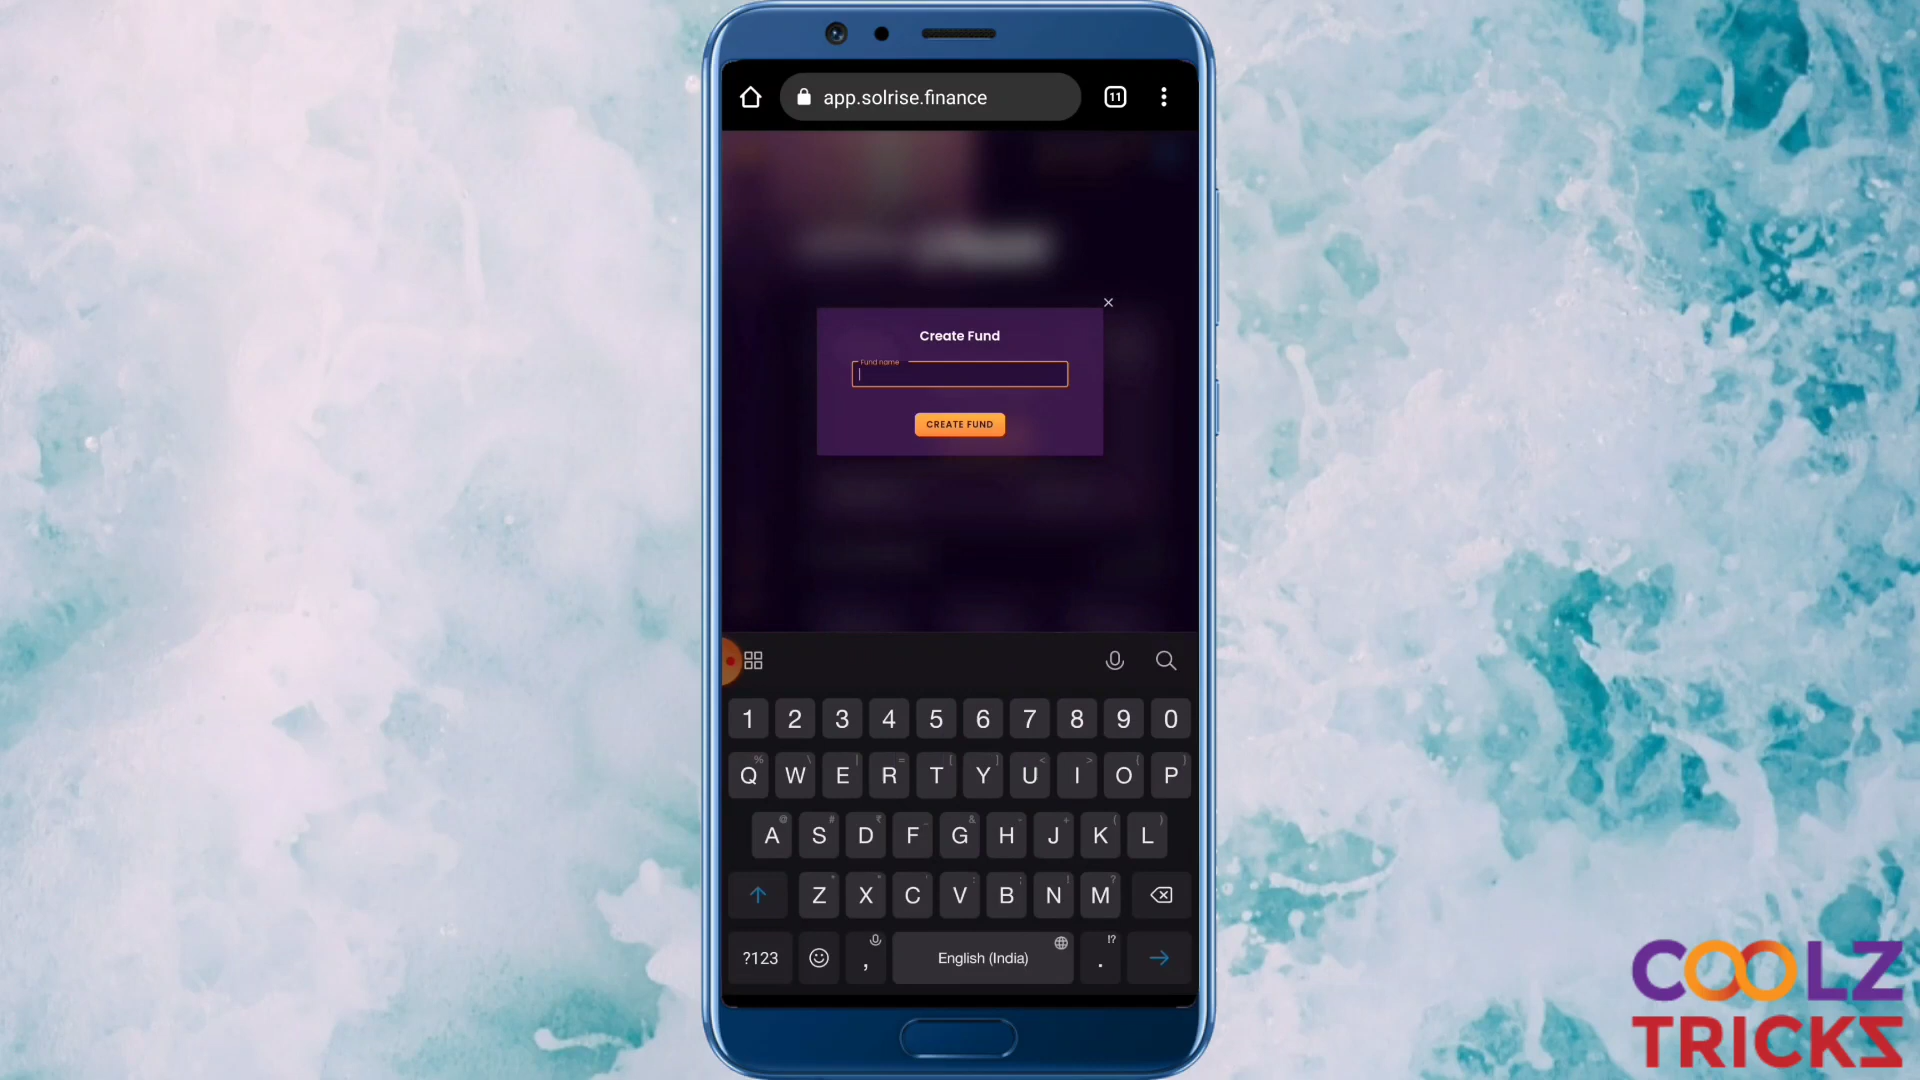 app.solrise.finance
11
Create Fund
Fund name
CREATE FUND
1 2 3 4 5 6 7 8 9 0
Q W E R T Y U I O P
A S D F G H J K L
Z X C V B N M
?123 , English (India) . !?
COOLZ
TRICKS